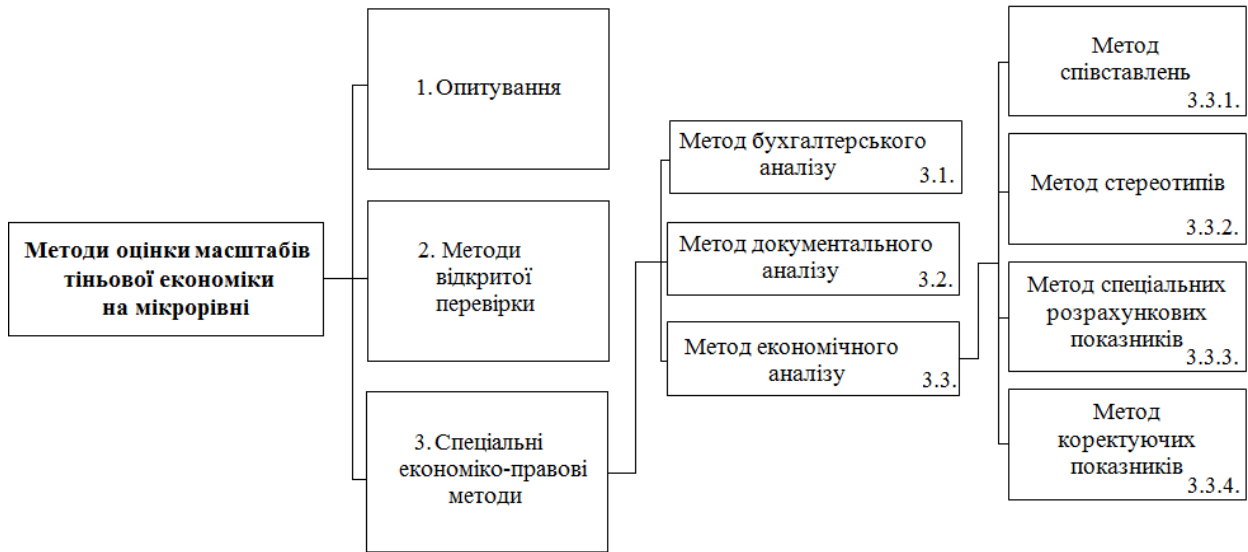 Методи оцінки масштабів
тіньової економіки
на мікрорівні
1. Опитування
2. Методи
відкритої
перевірки
3. Спеціальні
економіко-правові
методи
Метод бухгалтерського
аналізу
3.1.
Метод документального
аналізу
3.2.
Метод економічного
аналізу
3.3.
Метод
співставлень
3.3.1.
Метод стереотипів
3.3.2.
Метод спеціальних
розрахункових
показників
3.3.3.
Метод
коректуючих
показників
3.3.4.